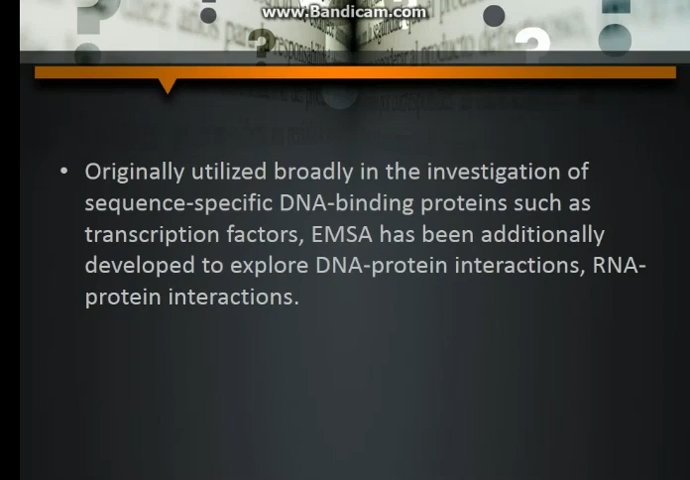 www.Bandicam.com
• Originally utilized broadly in the investigation of
sequence-specific DNA-binding proteins such as
transcription factors, EMSA has been additionally
developed to explore DNA-protein interactions, RNA-
protein interactions.